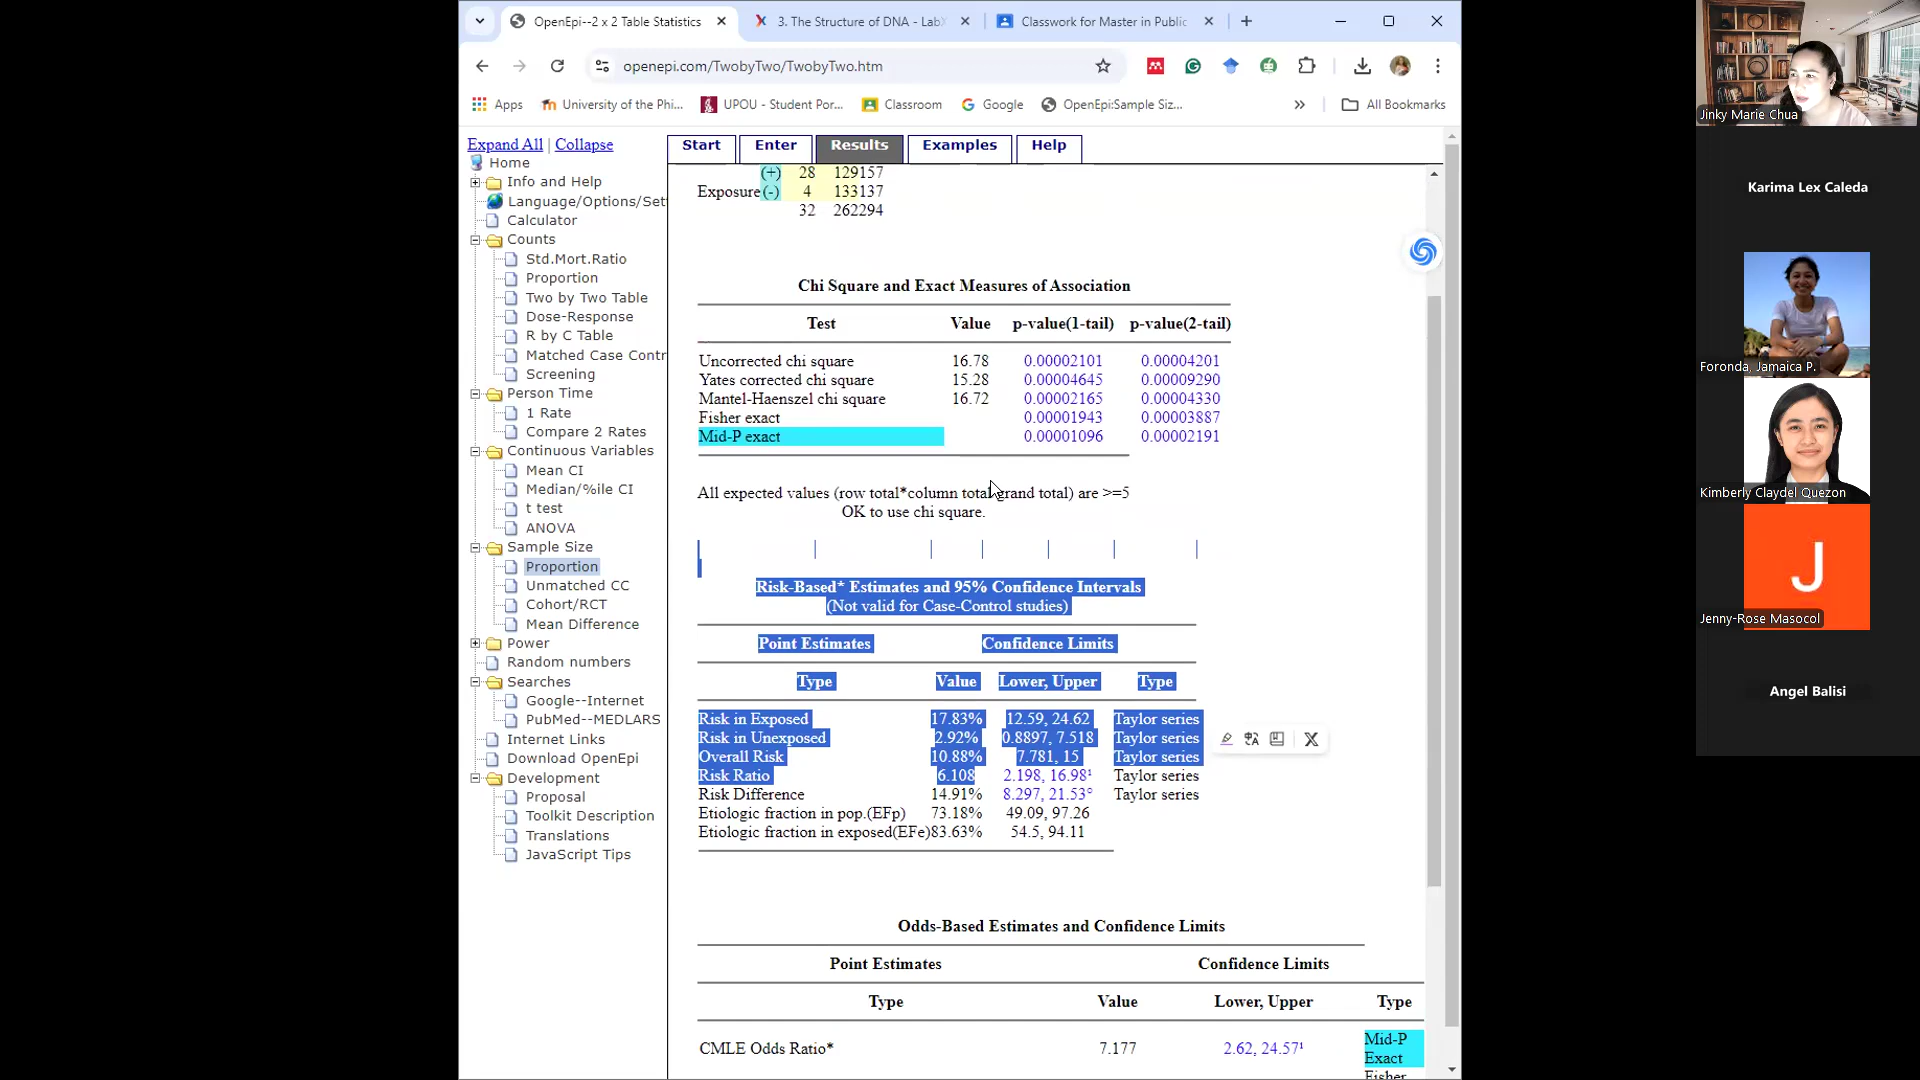 OpenEpi--2 x 2 Table Statistics
3. The Structure of DNA - Lab
Classwork for Master in Public
openepi.com/TwobyTwo/TwobyTwo.htm
Apps
University of the Phi...
UPOU - Student Por...
Classroom
Google
OpenEpi:Sample Siz...
All Bookmarks
Expand All | Collapse
Home
Info and Help
Language/Options/Set
Calculator
Counts
Std.Mort.Ratio
Proportion
Two by Two Table
Dose-Response
R by C Table
Matched Case Contr
Screening
Person Time
1 Rate
Compare 2 Rates
Continuous Variables
Mean CI
Median/%ile CI
t test
ANOVA
Sample Size
Proportion
Unmatched CC
Cohort/RCT
Mean Difference
Power
Random numbers
Searches
Google--Internet
PubMed--MEDLARS
Internet Links
Download OpenEpi
Development
Proposal
Toolkit Description
Translations
JavaScript Tips
Start Enter Results Examples Help
(+) 28 129157
Exposure (-) 4 133137
32 262294
Chi Square and Exact Measures of Association
Test Value p-value(1-tail) p-value(2-tail)
Uncorrected chi square 16.78 0.00002101 0.00004201
Yates corrected chi square 15.28 0.00004645 0.00009290
Mantel-Haenszel chi square 16.72 0.00002165 0.00004330
Fisher exact 0.00001943 0.00003887
Mid-P exact 0.00001096 0.00002191
All expected values (row total*column total/grand total) are >=5
OK to use chi square.
Risk-Based* Estimates and 95% Confidence Intervals
(Not valid for Case-Control studies)
Point Estimates Confidence Limits
Type Value Lower, Upper Type
Risk in Exposed 17.83% 12.59, 24.62 Taylor series
Risk in Unexposed 2.92% 0.8897, 7.518 Taylor series
Overall Risk 10.88% 7.781, 15 Taylor series
Risk Ratio 6.108 2.198, 16.98¹ Taylor series
Risk Difference 14.91% 8.297, 21.53° Taylor series
Etiologic fraction in pop.(EFp) 73.18% 49.09, 97.26
Etiologic fraction in exposed(EFe) 83.63% 54.5, 94.11
Odds-Based Estimates and Confidence Limits
Point Estimates Confidence Limits
Type Value Lower, Upper Type
CMLE Odds Ratio* 7.177 2.62, 24.57¹ Mid-P
Exact
Fisher
Jinky Marie Chua
Karima Lex Caleda
Foronda, Jamaica P.
Kimberly Claydel Quezon
J
Jenny-Rose Masocol
Angel Balisi